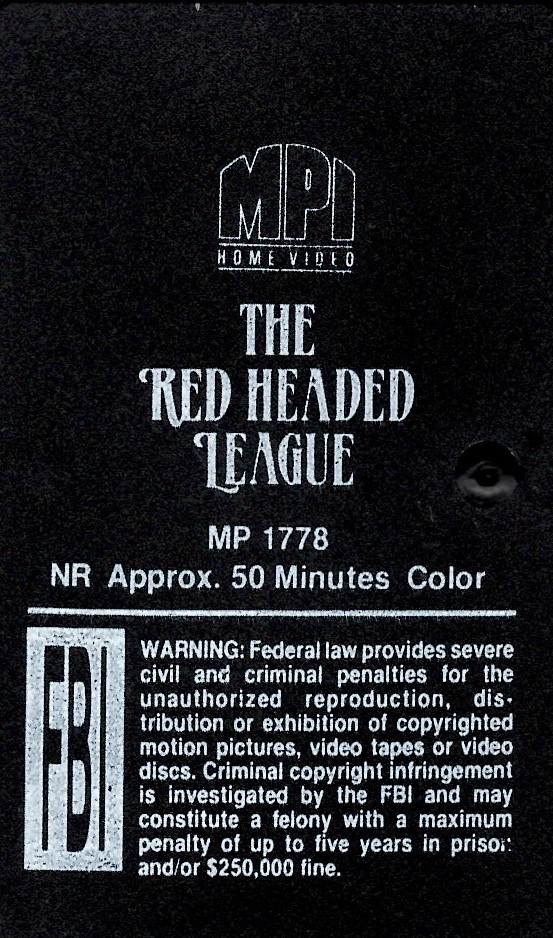 MPI
HOME VIDEO
THE
RED HEADED
LEAGUE
MP 1778
NR Approx. 50 Minutes Color
FBI
WARNING: Federal law provides severe
civil and criminal penalties for the
unauthorized reproduction, dis-
tribution or exhibition of copyrighted
motion pictures, video tapes or video
discs. Criminal copyright infringement
is investigated by the FBI and may
constitute a felony with a maximum
penalty of up to five years in prison
and/or $250,000 fine.